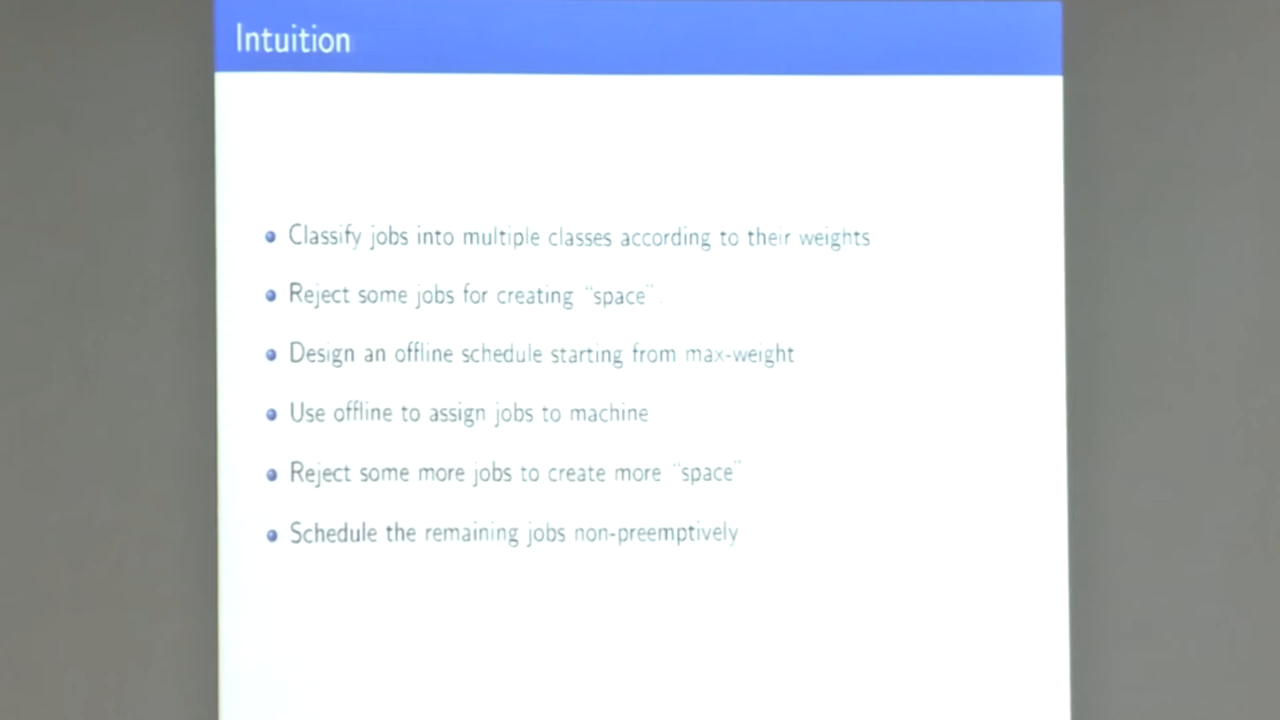 Intuition
Classify jobs into multiple classes according to their weights
Reject some jobs for creating “space”
Design an offline schedule starting from max-weight
Use offline to assign jobs to machine
Reject some more jobs to create more “space”
Schedule the remaining jobs non-preemptively